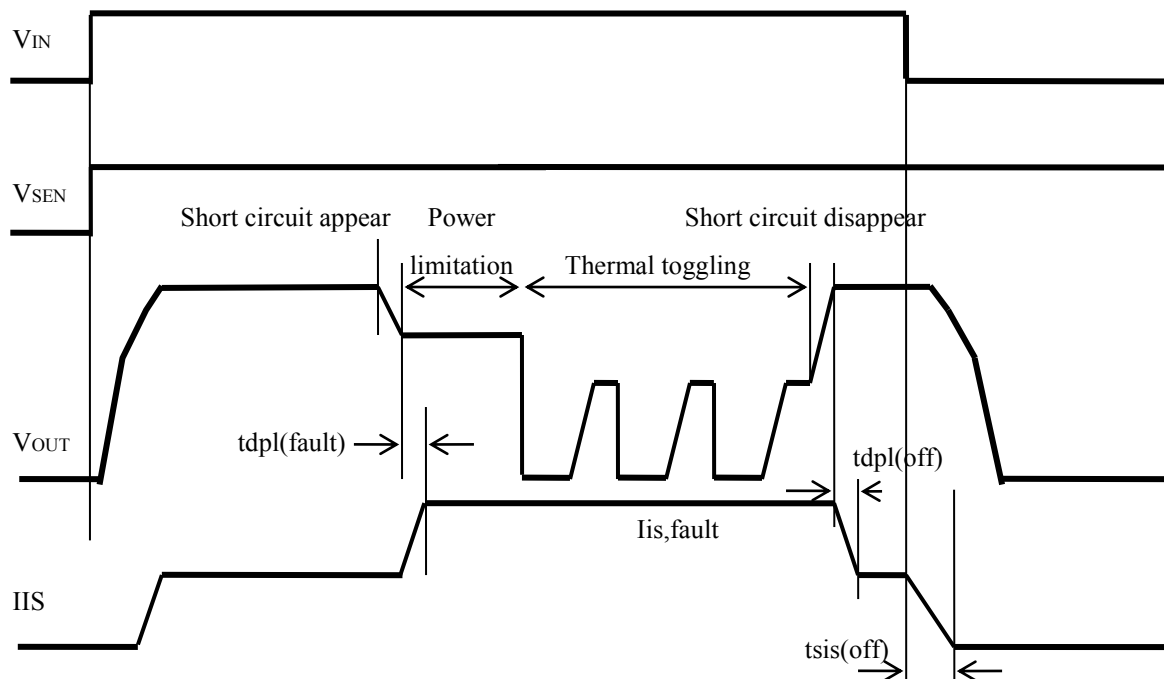 VIN
VSEN
Short circuit appear Power Short circuit disappear
limitation Thermal toggling
VOUT tdpl(fault) tdpl(off)
Iis,fault
IIS
tsis(off)